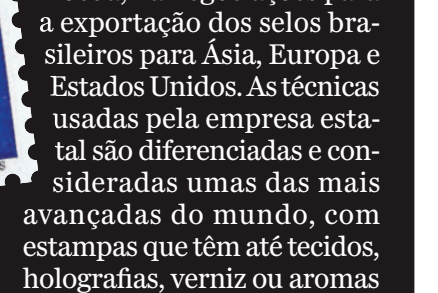 a exportação dos selos bra-
sileiros para Ásia, Europa e
Estados Unidos. As técnicas
usadas pela empresa esta-
tal são diferenciadas e con-
sideradas umas das mais
avançadas do mundo, com
estampas que têm até tecidos,
holografias, verniz ou aromas